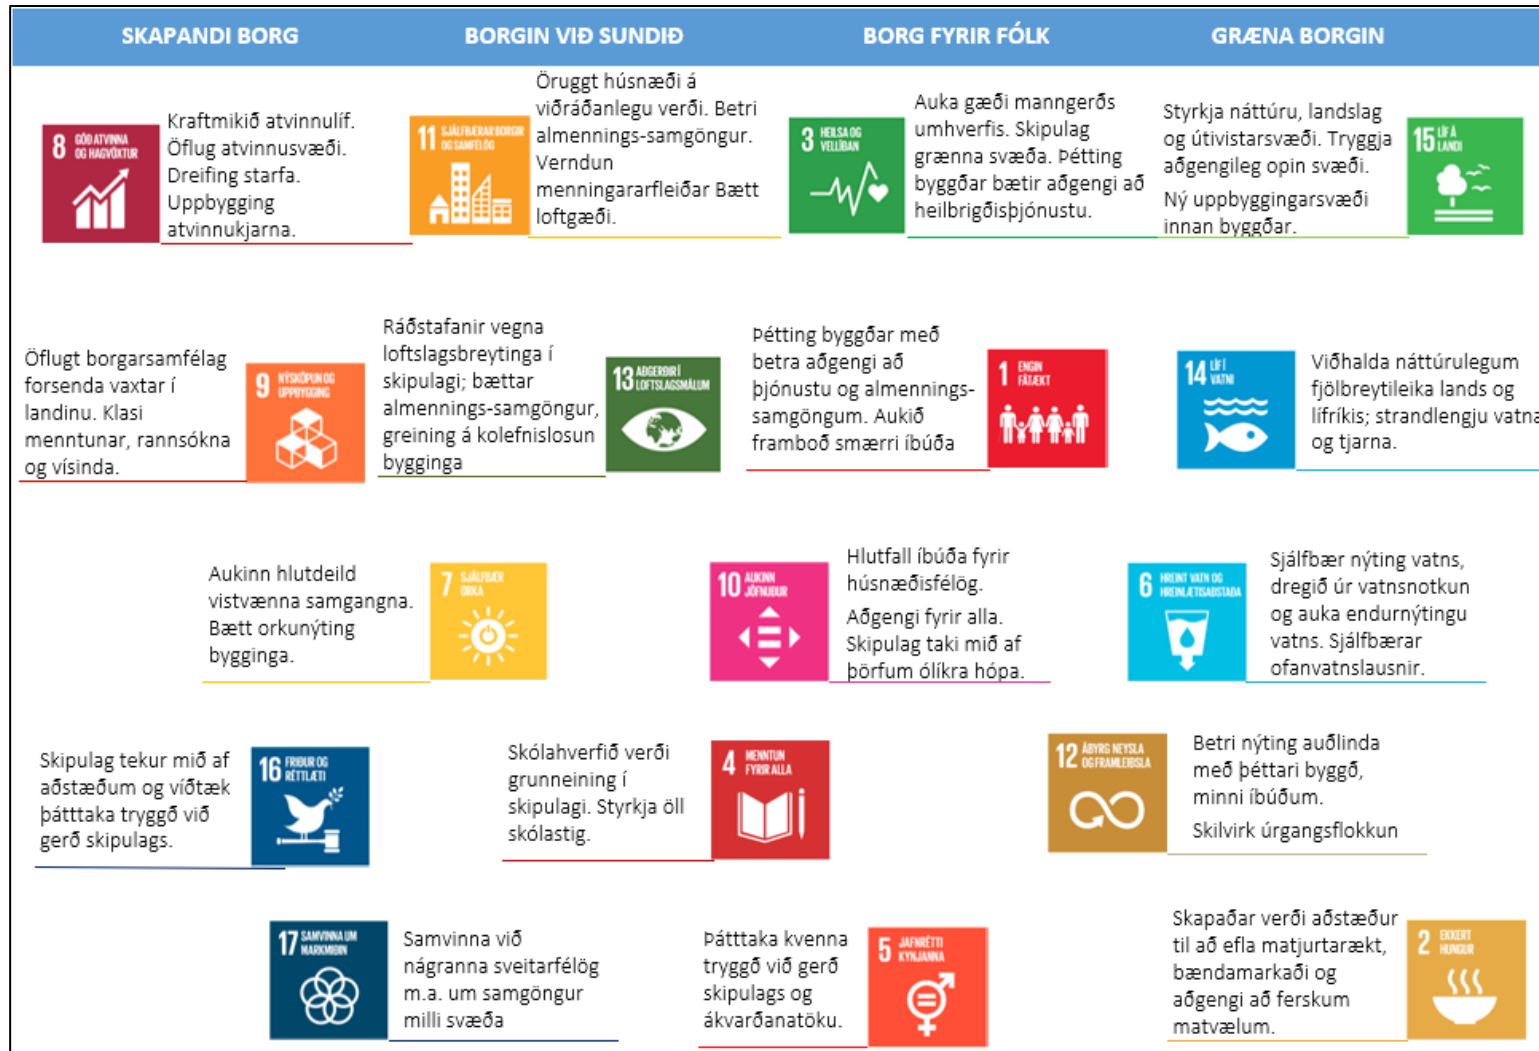 SKAPANDI BORG
BORGIN VIÐ SUNDIÐ
BORG FYRIR FÓLK
GRÆNA BORGIN
8 GÓÐ ATVINNA
OG HAGVÖXTUR
Kraftmikið atvinnulíf.
Öflug atvinnusvæði.
Dreifing starfa.
Uppbygging
atvinnukjarna.
11 SJÁLFBÆRAR BORGIR
OG SAMFÉLÖG
Öruggt húsnæði á
viðráðanlegu verði. Betri
almennings-samgöngur.
Verndun
menningararfleiðar Bætt
loftgæði.
3 HEILSA OG
VELLÍÐAN
Auka gæði manngerðs
umhverfis. Skipulag
grænna svæða. Þétting
byggðar bætir aðgengi að
heilbrigðisþjónustu.
Styrkja náttúru, landslag
og útivistarsvæði. Tryggja
aðgengileg opin svæði.
Ný uppbyggingarsvæði
innan byggðar.
15 LÍF Á
LANDI
Öflugt borgarsamfélag
forsenda vaxtar í
landinu. Klasi
menntunar, rannsókna
og vísinda.
9 NÝSKÖPUN OG
UPPBYGGING
Ráðstafanir vegna
loftslagsbreytinga í
skipulagi; bættar
almennings-samgöngur,
greining á kolefnislosun
bygginga
13 AÐGERÐIR Í
LOFTSLAGSMÁLUM
Þétting byggðar með
betra aðgengi að
þjónustu og almennings-
samgöngum. Aukið
framboð smærri íbúða
1 ENGIN
FÁTÆKT
14 LÍF Í
VATNI
Viðhalda náttúrulegum
fjölbreytileika lands og
lífríkis; strandlengju vatna
og tjarna.
Aukinn hlutdeild
vistvænna samgangna.
Bætt orkunýting
bygginga.
7 SJÁLFBÆR
ORKA
10 AUKINN
JÖFNUÐUR
Hlutfall íbúða fyrir
húsnæðisfélög.
Aðgengi fyrir alla.
Skipulag taki mið af
þörfum ólíkra hópa.
6 HREINT VATN OG
HREINLÆTISAÐSTAÐA
Sjálfbær nýting vatns,
dregið úr vatnsnotkun
og auka endurnýtingu
vatns. Sjálfbærar
ofanvatnslausnir.
Skipulag tekur mið af
aðstæðum og víðtæk
þátttaka tryggð við
gerð skipulags.
16 FRIÐUR OG
RÉTTLÆTI
Skólahverfið verði
grunneining í
skipulagi. Styrkja öll
skólastig.
4 MENNTUN
FYRIR ALLA
12 ÁBYRG NEYSLA
OG FRAMLEIÐSLA
Betri nýting auðlinda
með þéttari byggð,
minni íbúðum.
Skilvirk úrgangsflokkun
17 SAMVINNA UM
MARKMIÐIN
Samvinna við
nágranna sveitarfélög
m.a. um samgöngur
milli svæða
Þátttaka kvenna
tryggð við gerð
skipulags og
ákvarðanatöku.
5 JAFNRÉTTI
KYNJANNA
Skapaðar verði aðstæður
til að efla matjurtarækt,
bændamarkaði og
aðgengi að ferskum
matvælum.
2 EKKERT
HUNGUR